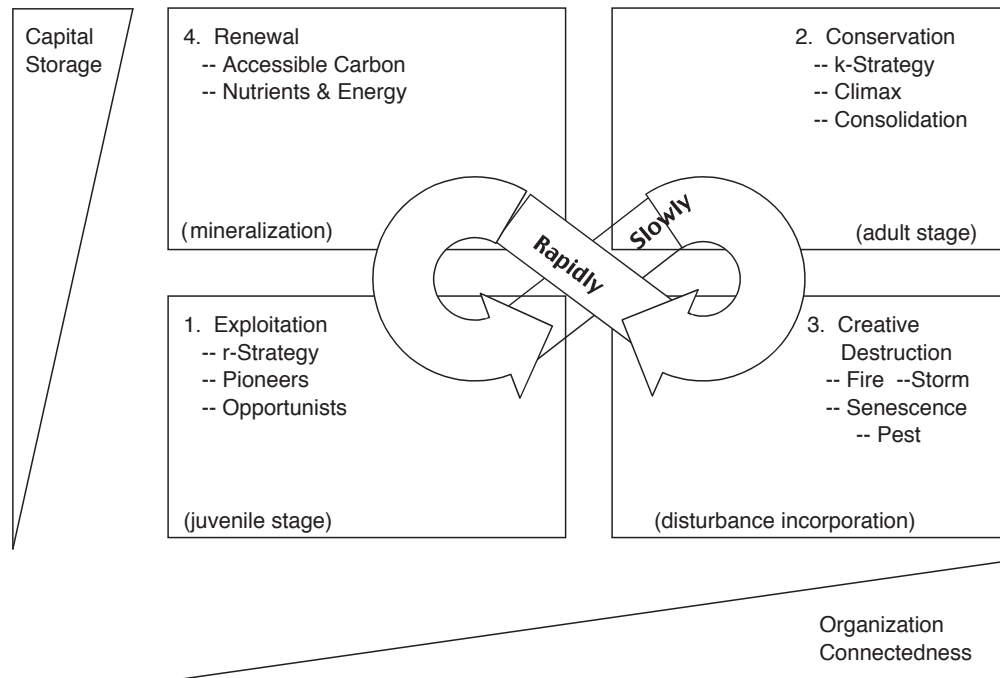 Capital
Storage
4. Renewal
-- Accessible Carbon
-- Nutrients & Energy
(mineralization)
2. Conservation
-- k-Strategy
-- Climax
-- Consolidation
(adult stage)
Rapidly
Slowly
1. Exploitation
-- r-Strategy
-- Pioneers
-- Opportunists
(juvenile stage)
3. Creative
Destruction
-- Fire --Storm
-- Senescence
-- Pest
(disturbance incorporation)
Organization
Connectedness